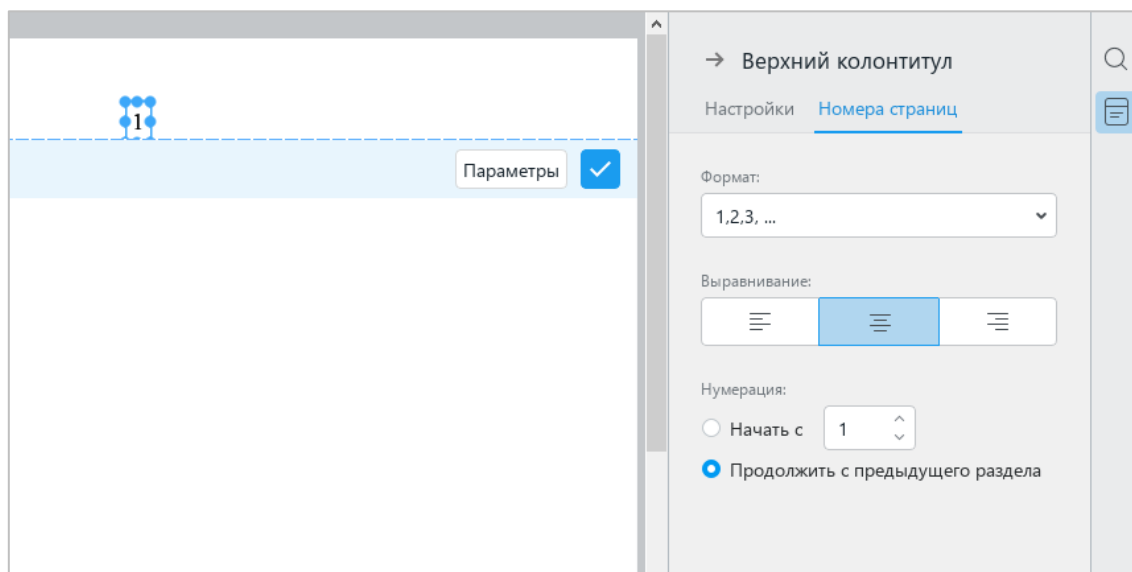 1
Параметры
Верхний колонтитул
Настройки Номера страниц
Формат:
1,2,3, ...
Выравнивание:
Нумерация:
Начать с 1
Продолжить с предыдущего раздела